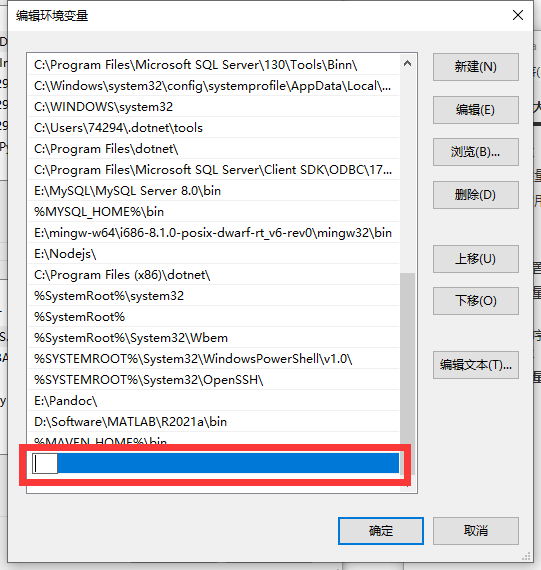 编辑环境变量
C:\Program Files\Microsoft SQL Server\130\Tools\Binn\
C:\Windows\system32\config\systemprofile\AppData\Local\...
C:\WINDOWS\system32
C:\Users\74294\.dotnet\tools
C:\Program Files\dotnet\
C:\Program Files\Microsoft SQL Server\Client SDK\ODBC\17...
E:\MySQL\MySQL Server 8.0\bin
%MYSQL_HOME%\bin
E:\mingw-w64\i686-8.1.0-posix-dwarf-rt_v6-rev0\mingw32\bin
E:\Nodejs\
C:\Program Files (x86)\dotnet\
%SystemRoot%\system32
%SystemRoot%
%SystemRoot%\System32\Wbem
%SYSTEMROOT%\System32\WindowsPowerShell\v1.0\
%SYSTEMROOT%\System32\OpenSSH\
E:\Pandoc\
D:\Software\MATLAB\R2021a\bin
%MAVEN_HOME%\bin
新建(N)
编辑(E)
浏览(B)...
删除(D)
上移(U)
下移(O)
编辑文本(T)...
确定
取消